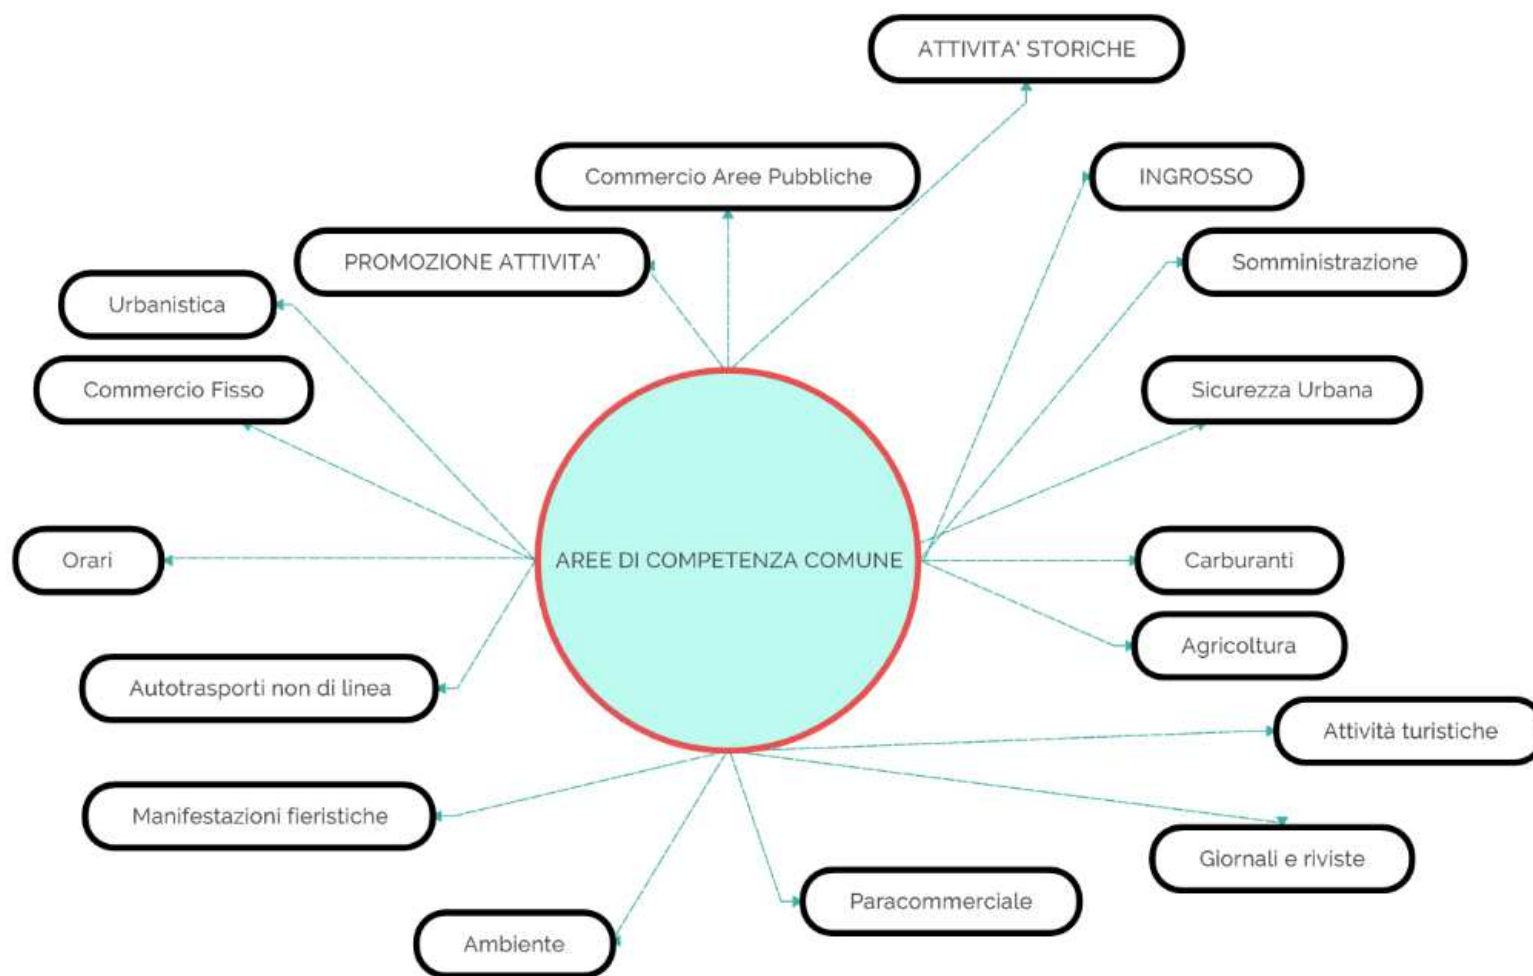 ATTIVITA' STORICHE
Commercio Aree Pubbliche
INGROSSO
PROMOZIONE ATTIVITA'
Somministrazione
Urbanistica
Commercio Fisso
Sicurezza Urbana
Orari
AREE DI COMPETENZA COMUNE
Carburanti
Agricoltura
Autotrasporti non di linea
Attività turistiche
Manifestazioni fieristiche
Giornali e riviste
Paracommerciale
Ambiente